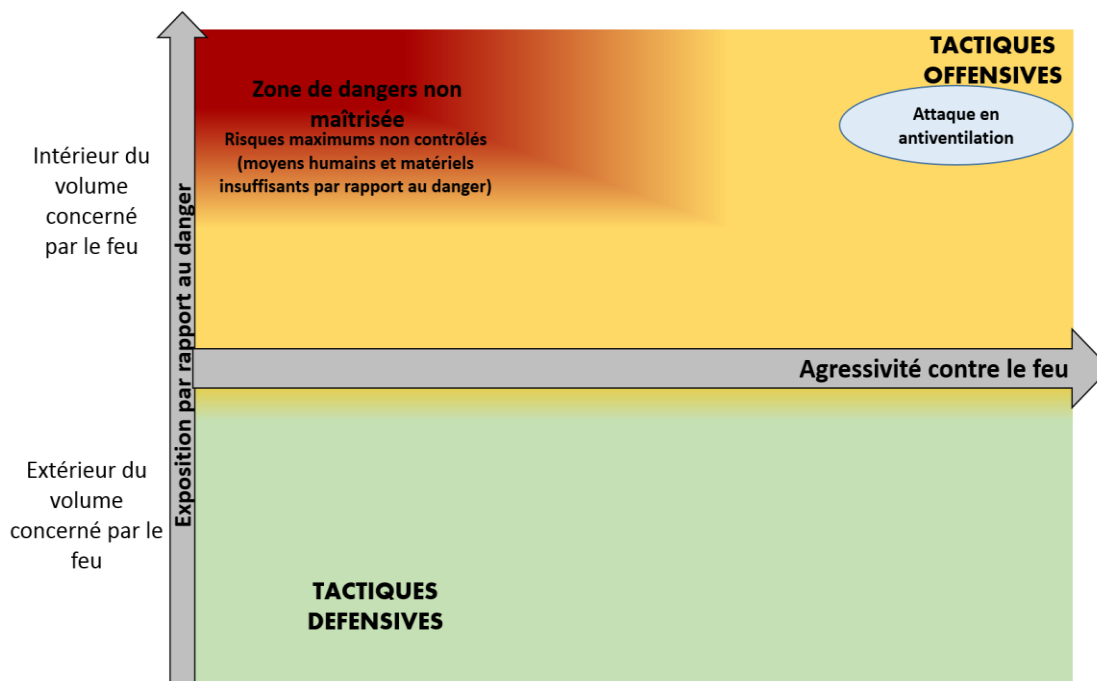 TACTIQUES
OFFENSIVES
Zone de dangers non
maîtrisée
Risques maximums non contrôlés
(moyens humains et matériels
insuffisants par rapport au danger)
Attaque en
antiventilation
Intérieur du
volume
concerné
par le feu
Exposition par rapport au danger
Agressivité contre le feu
Extérieur du
volume
concerné par le
feu
TACTIQUES
DEFENSIVES